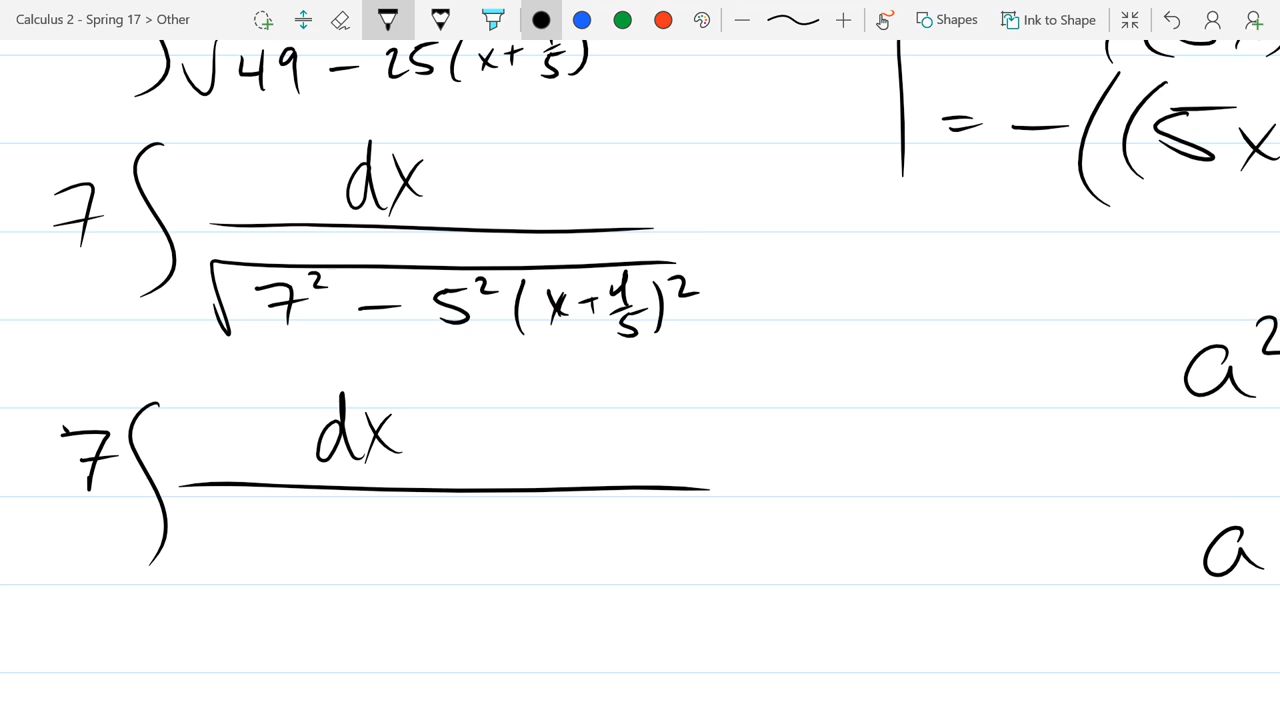 Calculus 2 - Spring 17 > Other
Shapes
Ink to Shape
√49 - 25(x+ 1/5)
= -((5x
7∫ dx
√7² - 5²(x+4/5)²
a²
7∫ dx
a